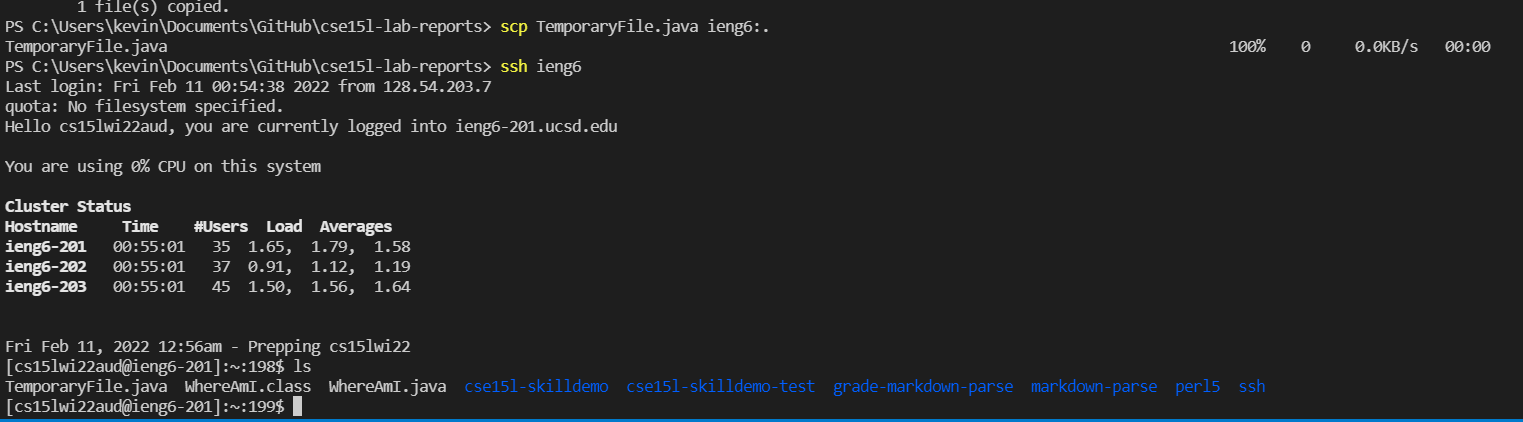 1 file(s) copied.
PS C:\Users\kevin\Documents\GitHub\cse15l-lab-reports> scp TemporaryFile.java ieng6:.
TemporaryFile.java 100% 0 0.0KB/s 00:00
PS C:\Users\kevin\Documents\GitHub\cse15l-lab-reports> ssh ieng6
Last login: Fri Feb 11 00:54:38 2022 from 128.54.203.7
quota: No filesystem specified.
Hello cs15lwi22aud, you are currently logged into ieng6-201.ucsd.edu
You are using 0% CPU on this system
Cluster Status
Hostname Time #Users Load Averages
ieng6-201 00:55:01 35 1.65, 1.79, 1.58
ieng6-202 00:55:01 37 0.91, 1.12, 1.19
ieng6-203 00:55:01 45 1.50, 1.56, 1.64
Fri Feb 11, 2022 12:56am - Prepping cs15lwi22
[cs15lwi22aud@ieng6-201]:~:198$ ls
TemporaryFile.java WhereAmI.class WhereAmI.java cse15l-skilldemo cse15l-skilldemo-test grade-markdown-parse markdown-parse perl5 ssh
[cs15lwi22aud@ieng6-201]:~:199$